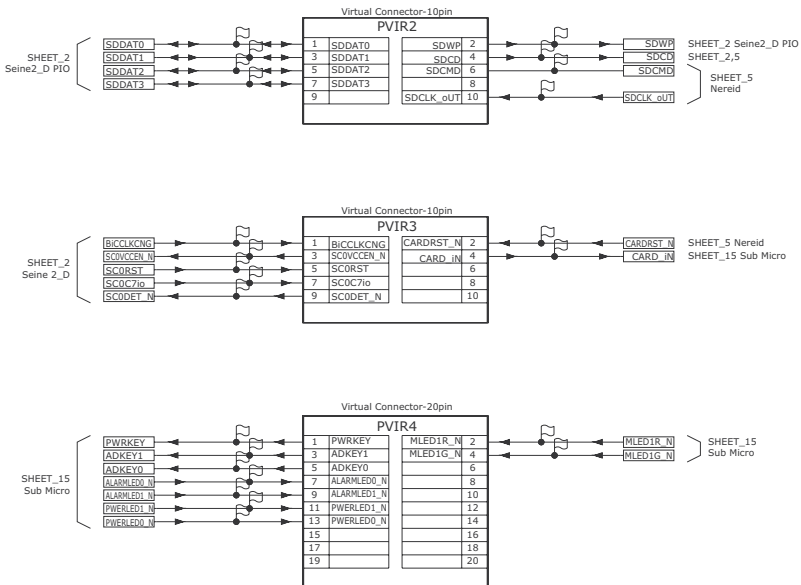 Virtual Connector-10pin
PVIR2
SHEET_2
Seine2_D PIO
SDDAT0 1 SDDAT0 SDWP 2 SDWP SHEET_2 Seine2_D PIO
SDDAT1 3 SDDAT1 SDCD 4 SDCD SHEET_2,5
SDDAT2 5 SDDAT2 SDCMD 6 SDCMD
SDDAT3 7 SDDAT3 8
9 SDCLK_oUT 10 SDCLK_oUT
SHEET_5
Nereid
Virtual Connector-10pin
PVIR3
SHEET_2
Seine 2_D
BiCCLKCNG 1 BiCCLKCNG CARDRST_N 2 CARDRST_N SHEET_5 Nereid
SC0VCCEN_N 3 SC0VCCEN_N CARD_iN 4 CARD_iN SHEET_15 Sub Micro
SC0RST 5 SC0RST 6
SC0C7io 7 SC0C7io 8
SC0DET_N 9 SC0DET_N 10
Virtual Connector-20pin
PVIR4
SHEET_15
Sub Micro
PWRKEY 1 PWRKEY MLED1R_N 2 MLED1R_N
ADKEY1 3 ADKEY1 MLED1G_N 4 MLED1G_N
SHEET_15
Sub Micro
ADKEY0 5 ADKEY0 6
ALARMLED0_N 7 ALARMLED0_N 8
ALARMLED1_N 9 ALARMLED1_N 10
PWERLED1_N 11 PWERLED1_N 12
PWERLED0_N 13 PWERLED0_N 14
15 16
17 18
19 20